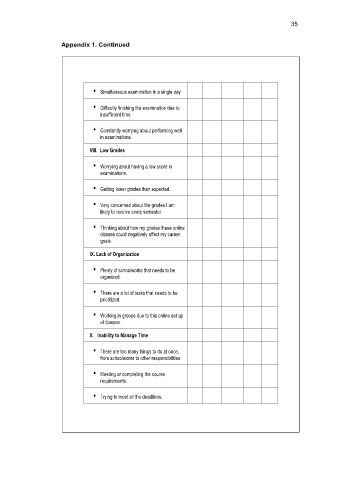 35
Appendix 1. Continued
• Simultaneous examination in a single day.
• Difficulty finishing the examination due to
insufficient time.
• Constantly worrying about performing well
in examinations.
VIII. Low Grades
• Worrying about having a low score in
examinations.
• Getting lower grades than expected.
• Very concerned about the grades I am
likely to receive every semester.
• Thinking about how my grades these online
classes could negatively affect my career
goals.
IX. Lack of Organization
• Plenty of schoolworks that needs to be
organized.
• There are a lot of tasks that needs to be
prioritized.
• Working in groups due to this online set up
of classes.
X. Inability to Manage Time
• There are too many things to do at once,
from schoolworks to other responsibilities.
• Meeting or completing the course
requirements.
• Trying to meet all the deadlines.